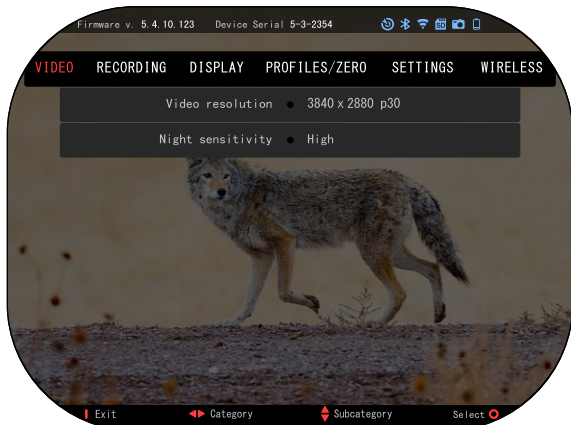 Firmware v. 5.4.10.123 Device Serial 5-3-2354 SD
VIDEO RECORDING DISPLAY PROFILES/ZERO SETTINGS WIRELESS
Video resolution ● 3840 x 2880 p30
Night sensitivity ● High
Exit Category Subcategory Select